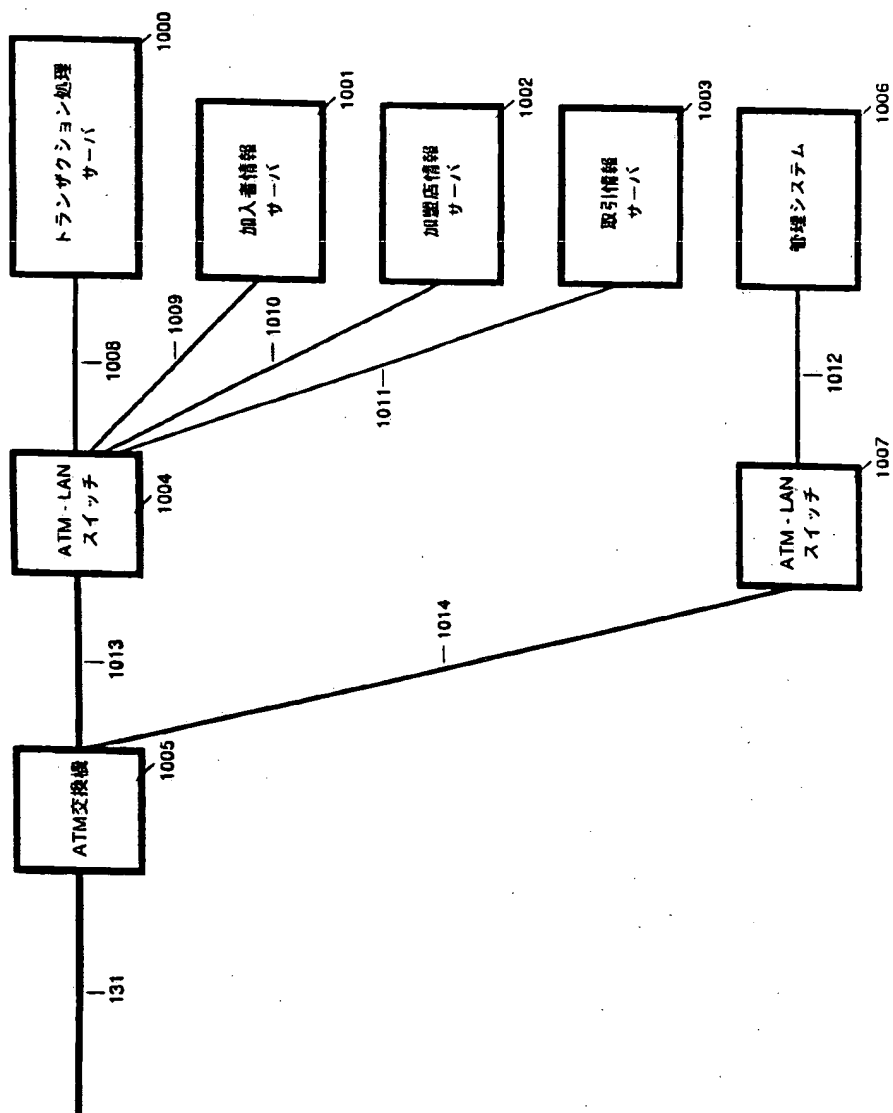 トランザクション処理
サーバ
1000
加入者情報
サーバ
1001
加盟店情報
サーバ
1002
取引情報
サーバ
1003
管理システム
1006
1008
1009
1010
1011
1012
ATM-LAN
スイッチ
1004
ATM-LAN
スイッチ
1007
1013
1014
ATM交換機
1005
131